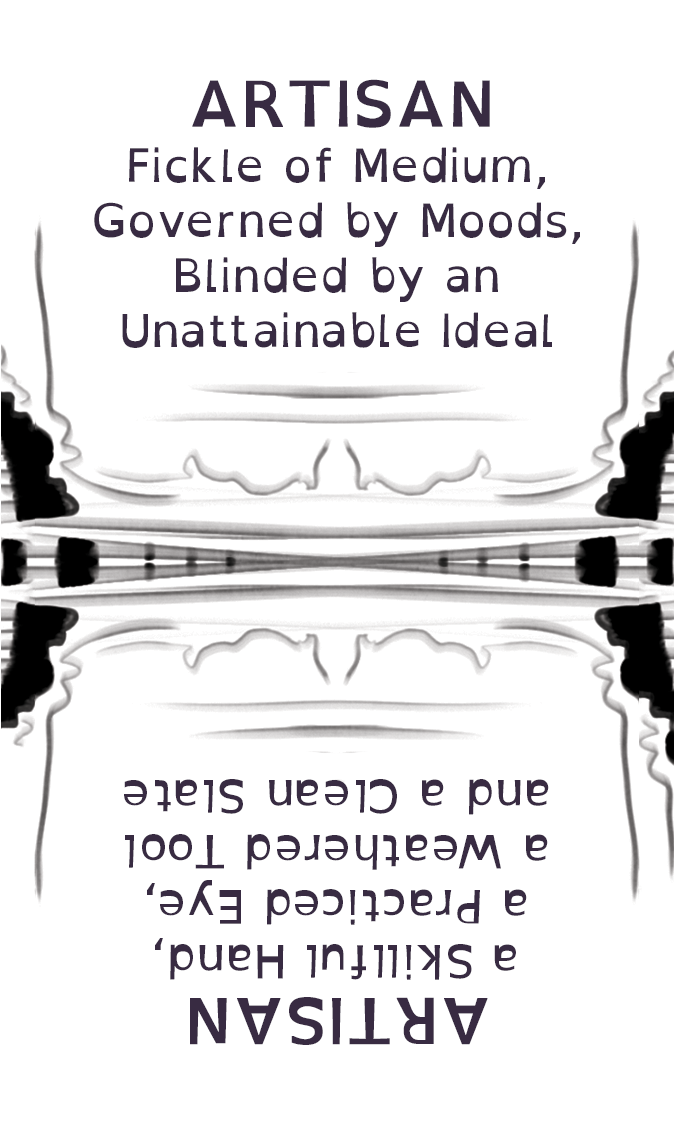 ARTISAN
Fickle of Medium,
Governed by Moods,
Blinded by an
Unattainable Ideal
ARTISAN
a Skillful Hand,
a Practiced Eye,
a Weathered Tool
and a Clean Slate